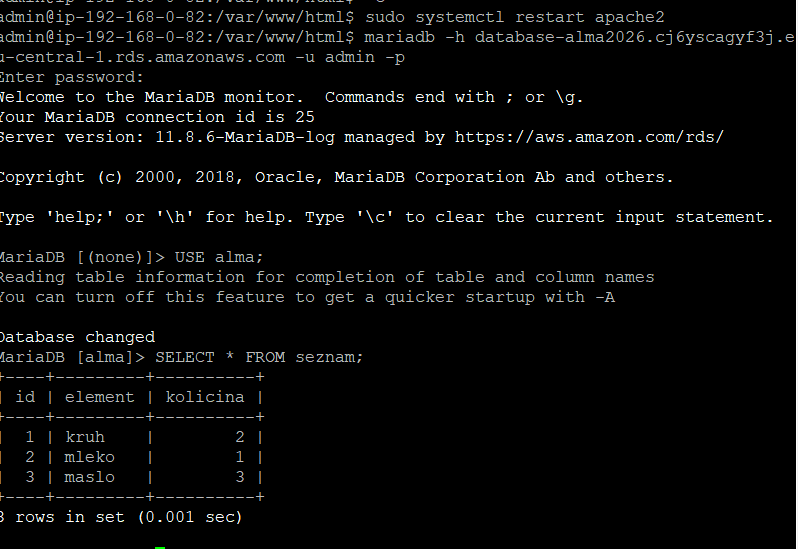 admin@ip-192-168-0-82:/var/www/html$ sudo systemctl restart apache2
admin@ip-192-168-0-82:/var/www/html$ mariadb -h database-alma2026.cj6yscagyf3j.e
u-central-1.rds.amazonaws.com -u admin -p
Enter password:
Welcome to the MariaDB monitor.  Commands end with ; or \g.
Your MariaDB connection id is 25
Server version: 11.8.6-MariaDB-log managed by https://aws.amazon.com/rds/
Copyright (c) 2000, 2018, Oracle, MariaDB Corporation Ab and others.
Type 'help;' or '\h' for help. Type '\c' to clear the current input statement.
MariaDB [(none)]> USE alma;
Reading table information for completion of table and column names
You can turn off this feature to get a quicker startup with -A
Database changed
MariaDB [alma]> SELECT * FROM seznam;
+----+---------+----------+
| id | element | kolicina |
+----+---------+----------+
|  1 | kruh    |        2 |
|  2 | mleko   |        1 |
|  3 | maslo   |        3 |
+----+---------+----------+
3 rows in set (0.001 sec)